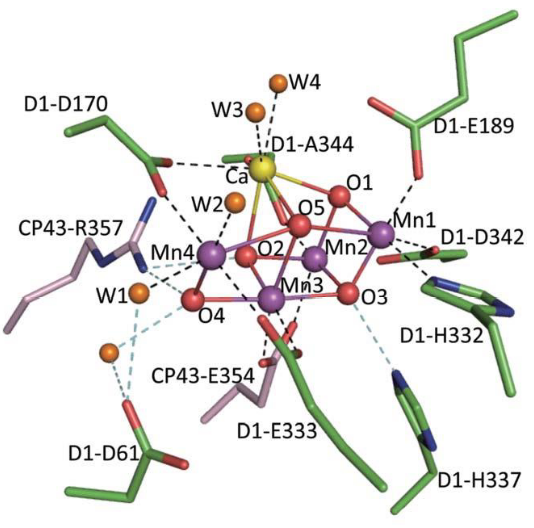 W4
D1-D170
W3
D1-E189
D1-A344
Ca
O1
W2
O5
Mn1
CP43-R357
Mn4
O2
Mn2
D1-D342
W1
Mn3
O3
O4
D1-H332
CP43-E354
D1-E333
D1-D61
D1-H337